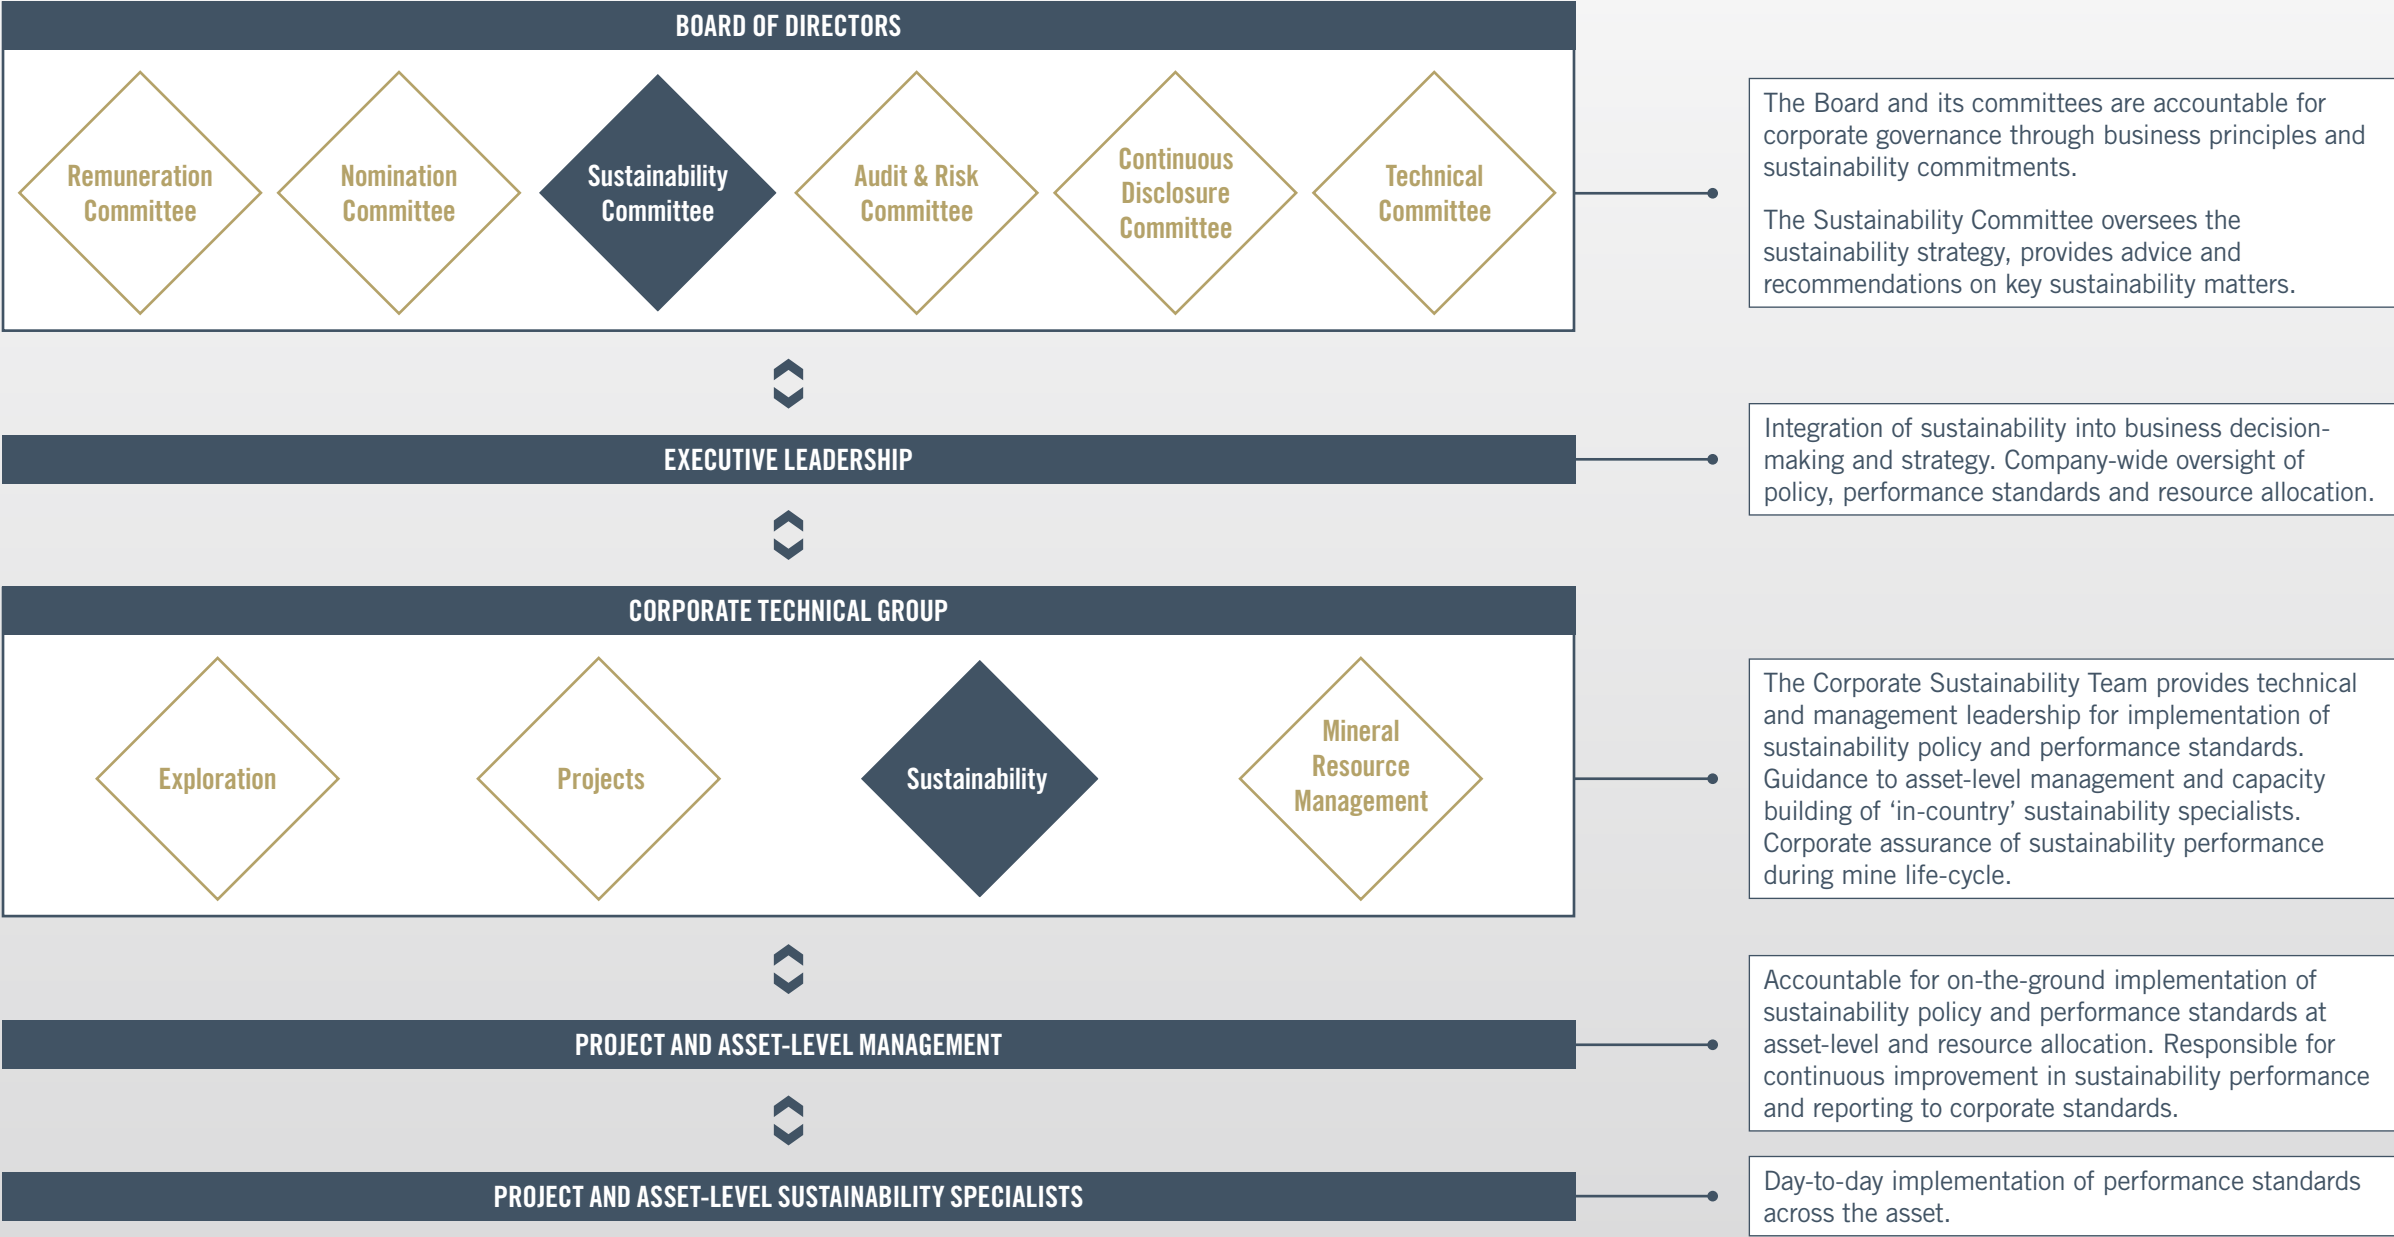 BOARD OF DIRECTORS
Remuneration
Committee
Nomination
Committee
Sustainability
Committee
Audit & Risk
Committee
Continuous
Disclosure
Committee
Technical
Committee
The Board and its committees are accountable for
corporate governance through business principles and
sustainability commitments.
The Sustainability Committee oversees the
sustainability strategy, provides advice and
recommendations on key sustainability matters.
EXECUTIVE LEADERSHIP
Integration of sustainability into business decision-
making and strategy. Company-wide oversight of
policy, performance standards and resource allocation.
CORPORATE TECHNICAL GROUP
Exploration
Projects
Sustainability
Mineral
Resource
Management
The Corporate Sustainability Team provides technical
and management leadership for implementation of
sustainability policy and performance standards.
Guidance to asset-level management and capacity
building of ‘in-country’ sustainability specialists.
Corporate assurance of sustainability performance
during mine life-cycle.
PROJECT AND ASSET-LEVEL MANAGEMENT
Accountable for on-the-ground implementation of
sustainability policy and performance standards at
asset-level and resource allocation. Responsible for
continuous improvement in sustainability performance
and reporting to corporate standards.
PROJECT AND ASSET-LEVEL SUSTAINABILITY SPECIALISTS
Day-to-day implementation of performance standards
across the asset.